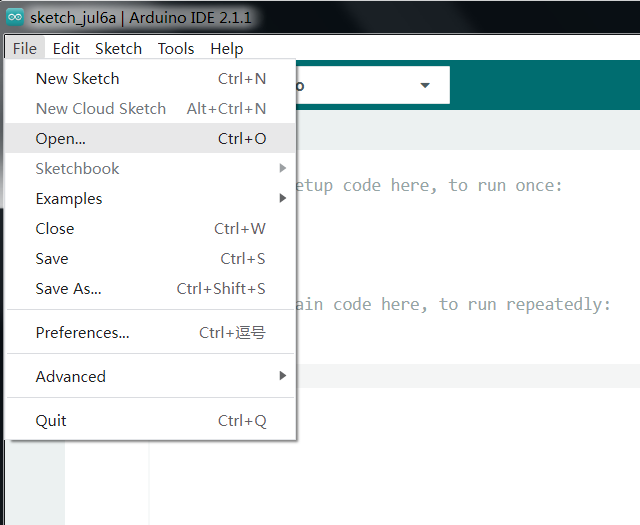 sketch_jul6a | Arduino IDE 2.1.1
File Edit Sketch Tools Help
New Sketch Ctrl+N
New Cloud Sketch Alt+Ctrl+N
Open... Ctrl+O
Sketchbook
Examples
Close Ctrl+W
Save Ctrl+S
Save As... Ctrl+Shift+S
Preferences... Ctrl+逗号
Advanced
Quit Ctrl+Q
o
etup code here, to run once:
ain code here, to run repeatedly: